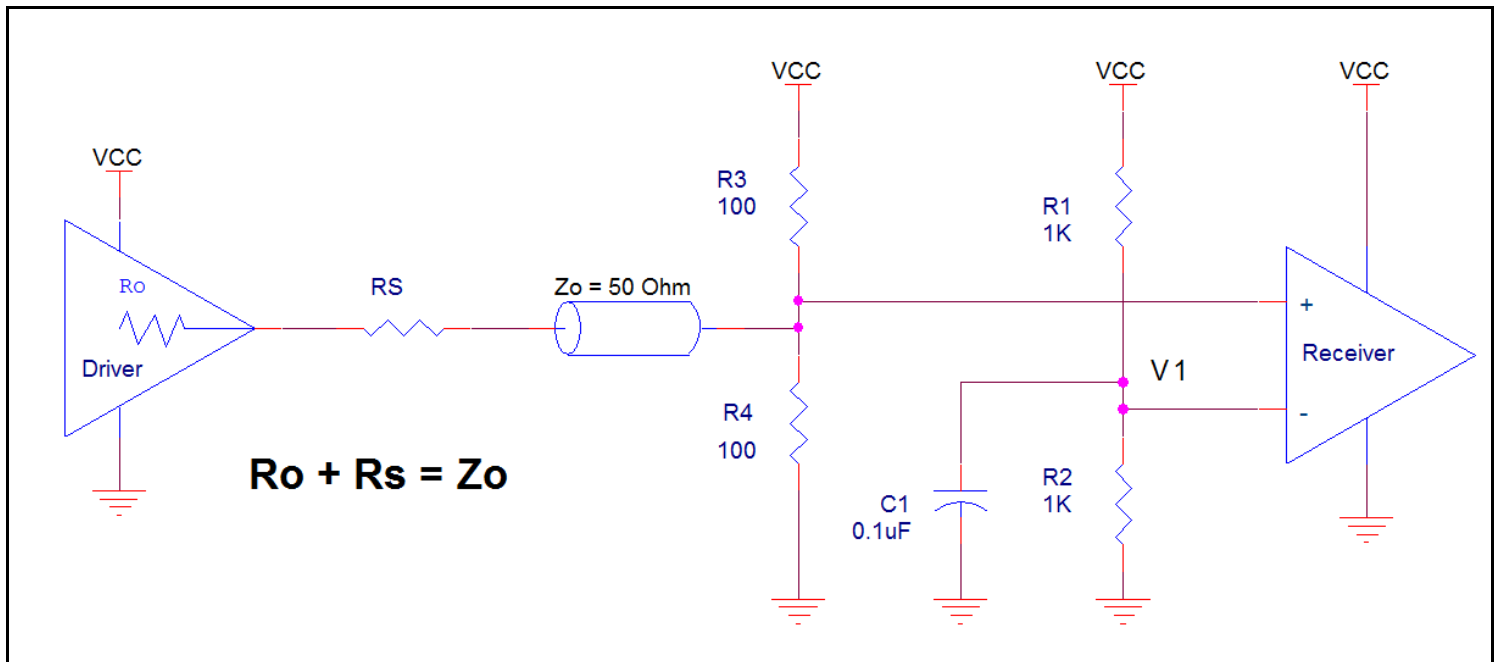 VCC
VCC
VCC
VCC
R3
100
R1
1K
Ro
RS
Zo = 50 Ohm
+
Driver
Receiver
V1
R4
100
-
Ro + Rs = Zo
C1
0.1uF
R2
1K